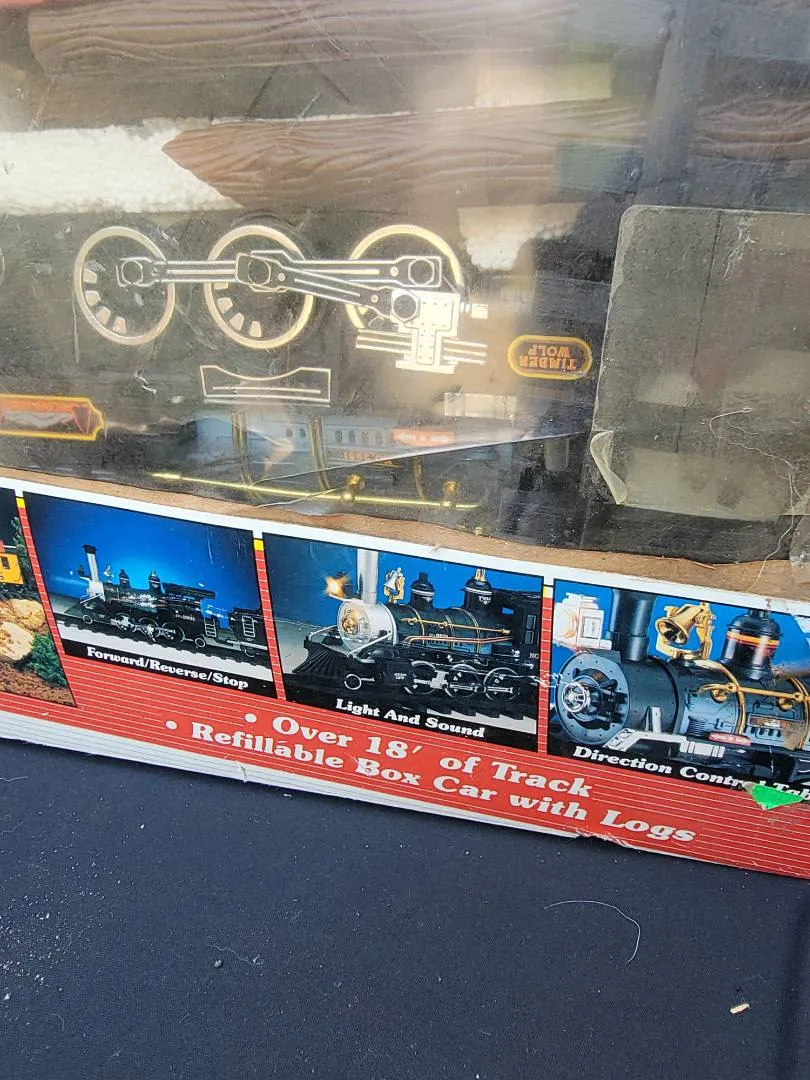 TIMBER
WOLF
Forward/Reverse/Stop
Light And Sound
Direction Control Tab
• Over 18' of Track
• Refillable Box Car with Logs